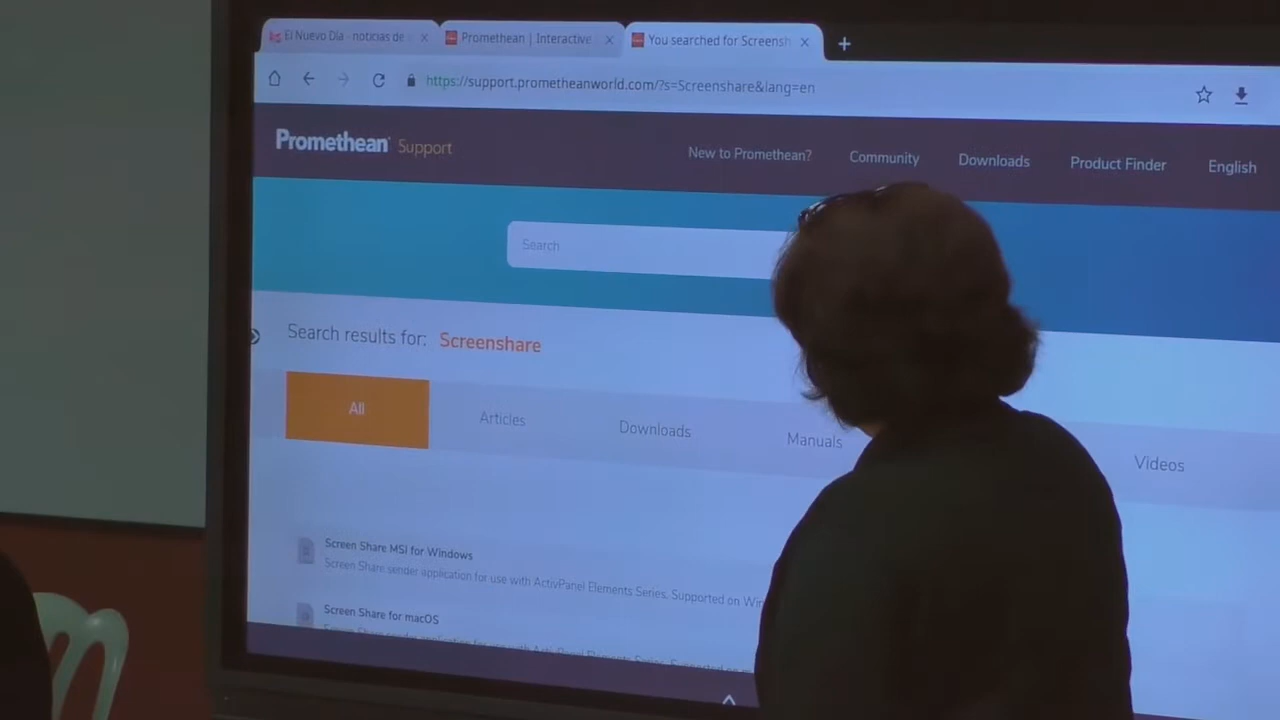 El Nuevo Día - noticias de
Promethean | Interactive
You searched for Screensh
https://support.prometheanworld.com/?s=Screenshare&lang=en
Promethean Support
New to Promethean?
Community
Downloads
Product Finder
English
Search
Search results for: Screenshare
All
Articles
Downloads
Manuals
Videos
Screen Share MSI for Windows
Screen Share sender application for use with ActivPanel Elements Series. Supported on Win
Screen Share for macOS